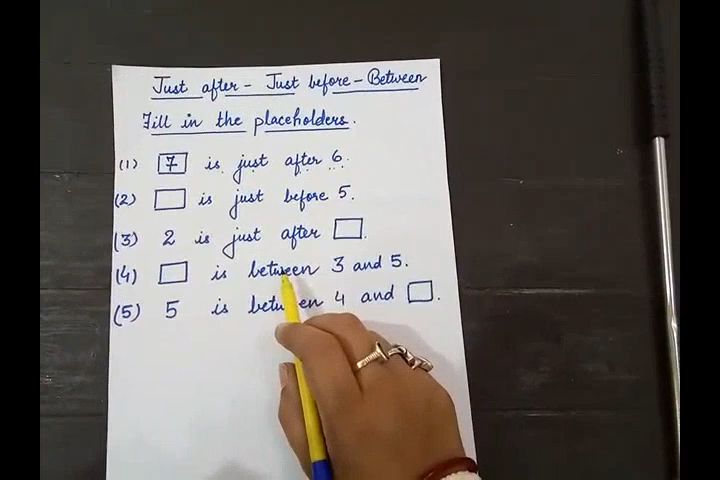 Just after - Just before - Between
Fill in the placeholders.
(1) 7 is just after 6.
(2) is just before 5.
(3) 2 is just after .
(4) is between 3 and 5.
(5) 5 is between 4 and .